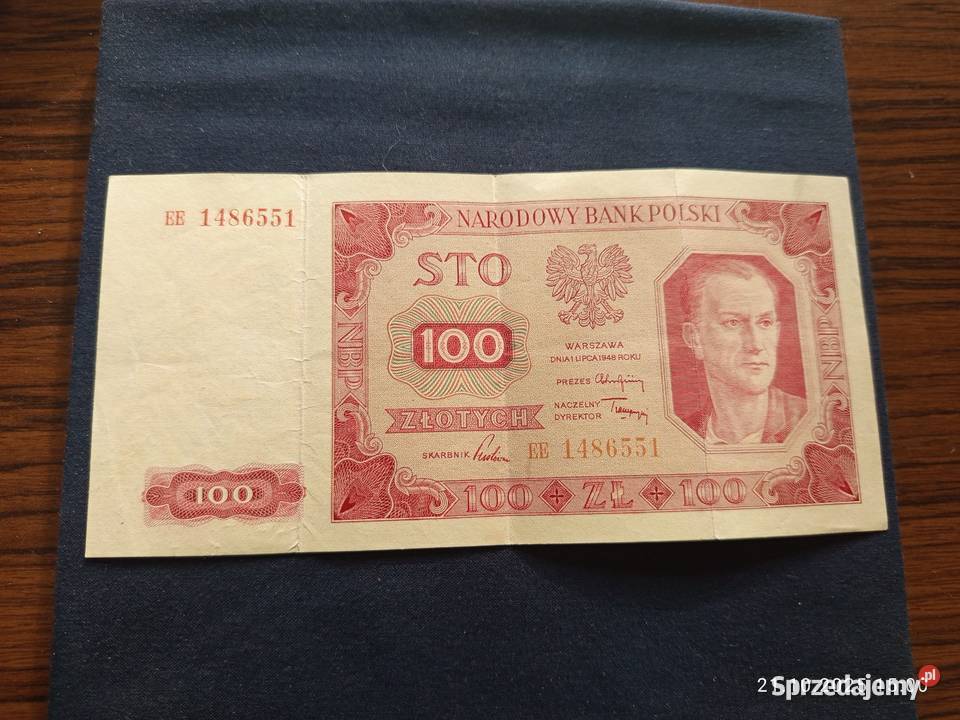 EE 1486551
NARODOWY BANK POLSKI
STO
100
ZŁOTYCH
WARSZAWA
DNIA 1 LIPCA 1948 ROKU
PREZES
NACZELNY
DYREKTOR
SKARBNIK
EE 1486551
NBP
NBP
100
100 + ZŁ + 100
Sprzedajemy.pl